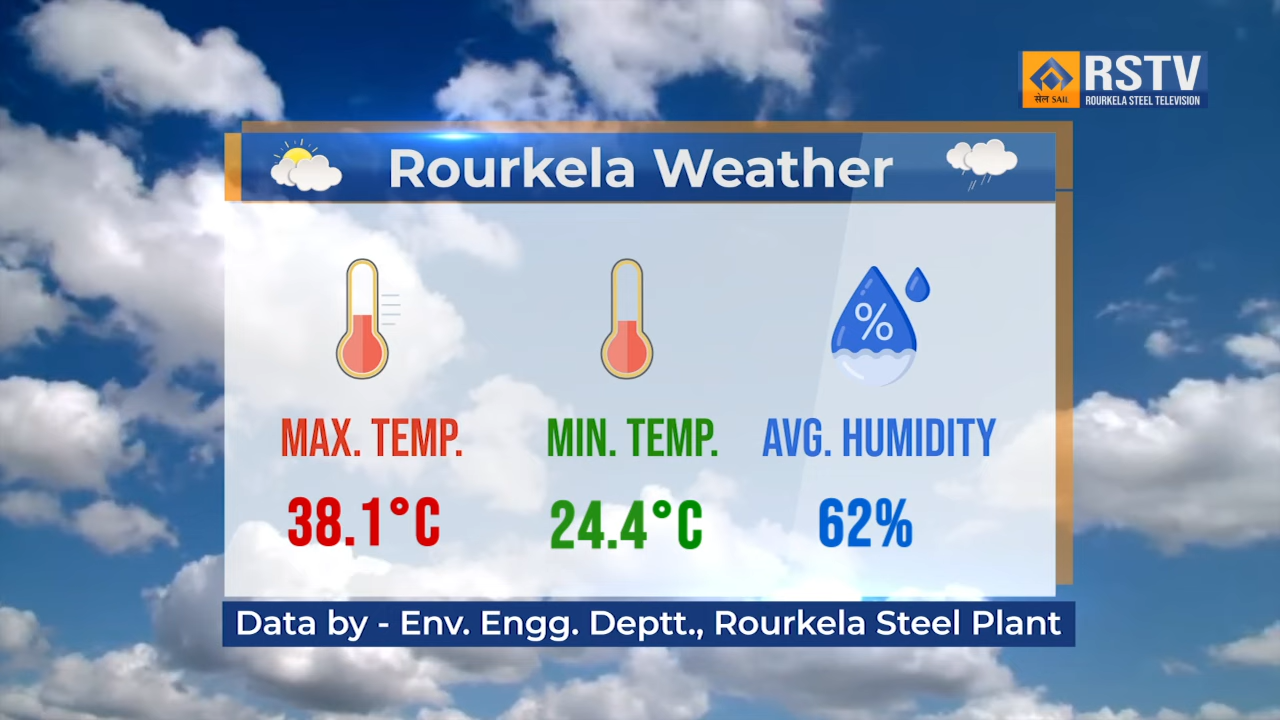 RSTV
सेल SAIL
ROURKELA STEEL TELEVISION
Rourkela Weather
%
MAX. TEMP.
MIN. TEMP.
AVG. HUMIDITY
38.1°C
24.4°C
62%
Data by - Env. Engg. Deptt., Rourkela Steel Plant